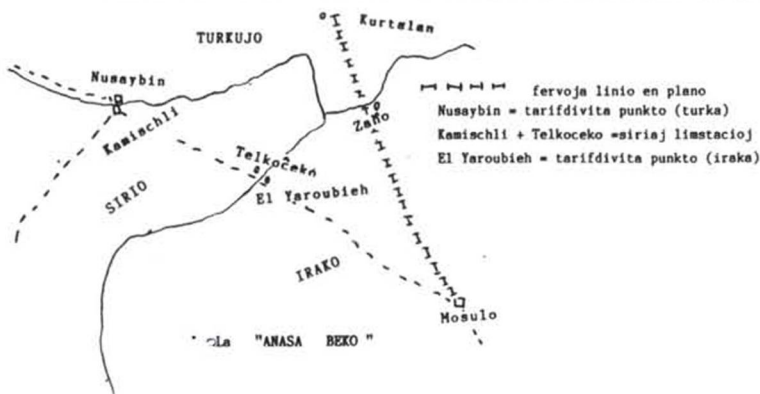 Kurtalan
TURKUJO
Nusaybin
fervoja linio en plano
Nusaybin = tarifdivita punkto (turka)
Kamischli
Zaĥo
Kamischli + Telkoceko =siriaj limstacioj
Telkoĉeko
El Yaroubieh = tarifdivita punkto (iraka)
SIRIO
El Yaroubieh
IRAKO
Mosulo
La "ANASA BEKO "